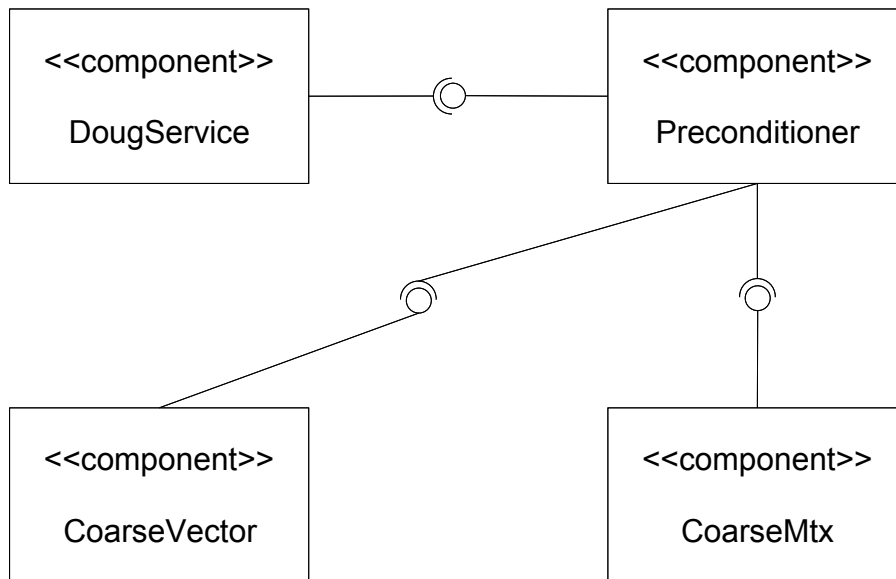 <<component>>
DougService
<<component>>
Preconditioner
<<component>>
CoarseVector
<<component>>
CoarseMtx